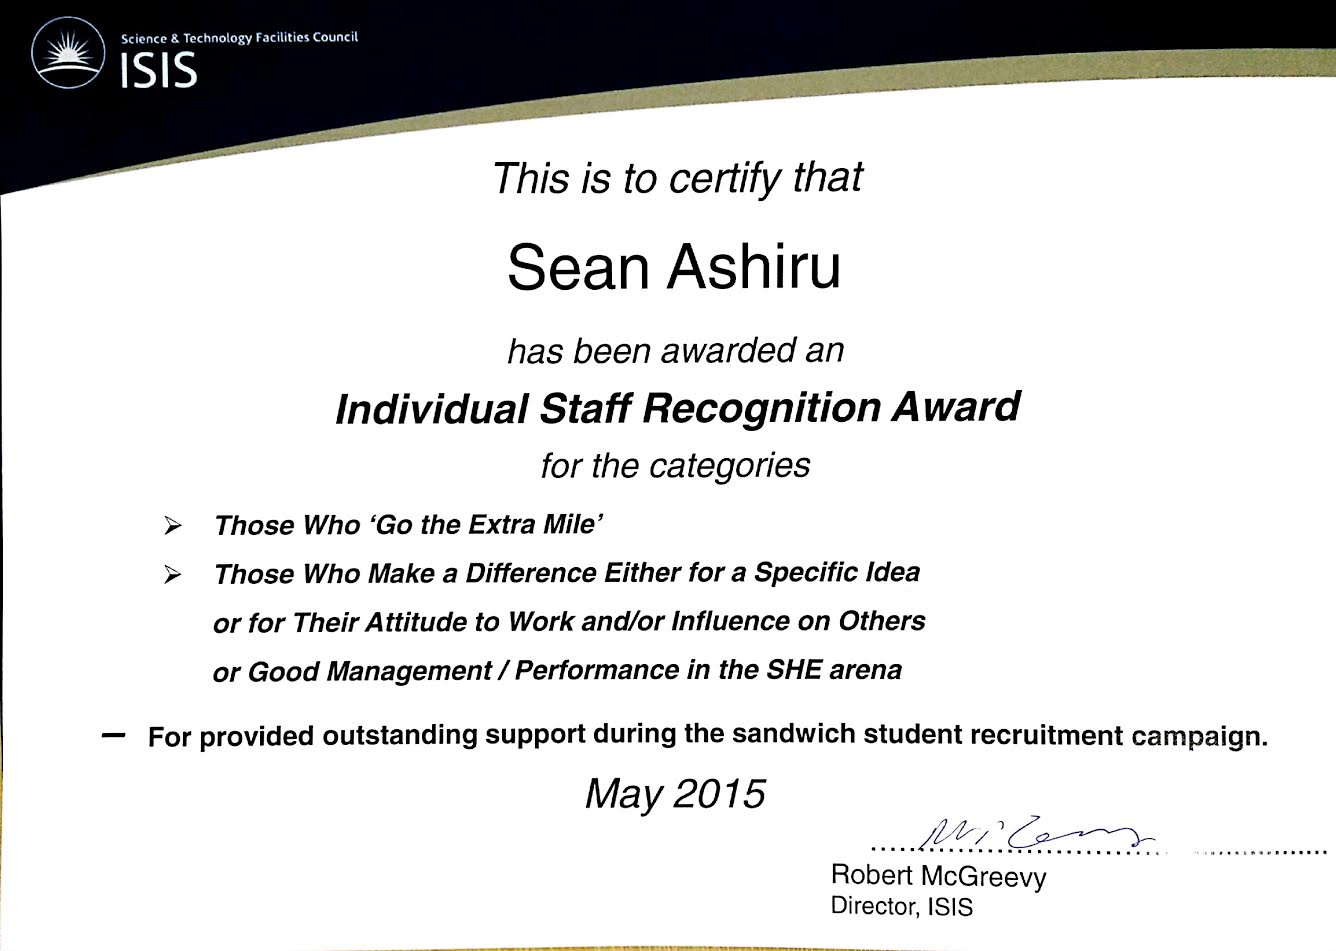 Science & Technology Facilities Council
ISIS
This is to certify that
Sean Ashiru
has been awarded an
Individual Staff Recognition Award
for the categories
➢ Those Who ‘Go the Extra Mile’
➢ Those Who Make a Difference Either for a Specific Idea
or for Their Attitude to Work and/or Influence on Others
or Good Management / Performance in the SHE arena
– For provided outstanding support during the sandwich student recruitment campaign.
May 2015
Robert McGreevy
Director, ISIS